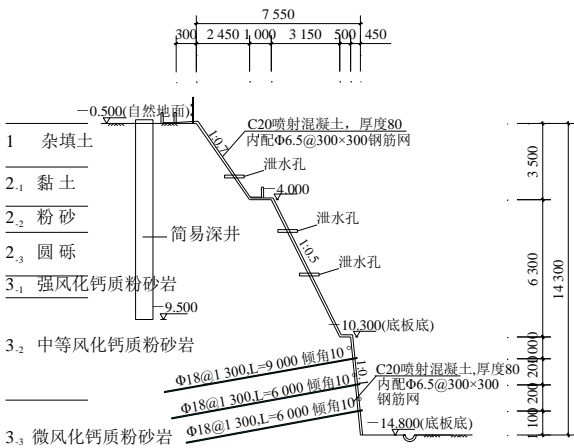 7 550
300 2 450 1 000 3 150 500 450
−0.500(自然地面)
C20喷射混凝土，厚度80
内配Φ6.5@300×300钢筋网
1 杂填土
泄水孔
3 500
2-1 黏土
4.000
2-2 粉砂
简易深井
泄水孔
1:0.5
2-3 圆砾
泄水孔
6 300
14 300
3-1 强风化钙质粉砂岩
−9.500
−10.300(底板底)
3-2 中等风化钙质粉砂岩
Φ18@1 300,L=9 000 倾角10°
C20喷射混凝土,厚度80
内配Φ6.5@300×300
钢筋网
Φ18@1 300,L=6 000 倾角10°
Φ18@1 300,L=6 000 倾角10°
−14.800(底板底)
3-3 微风化钙质粉砂岩